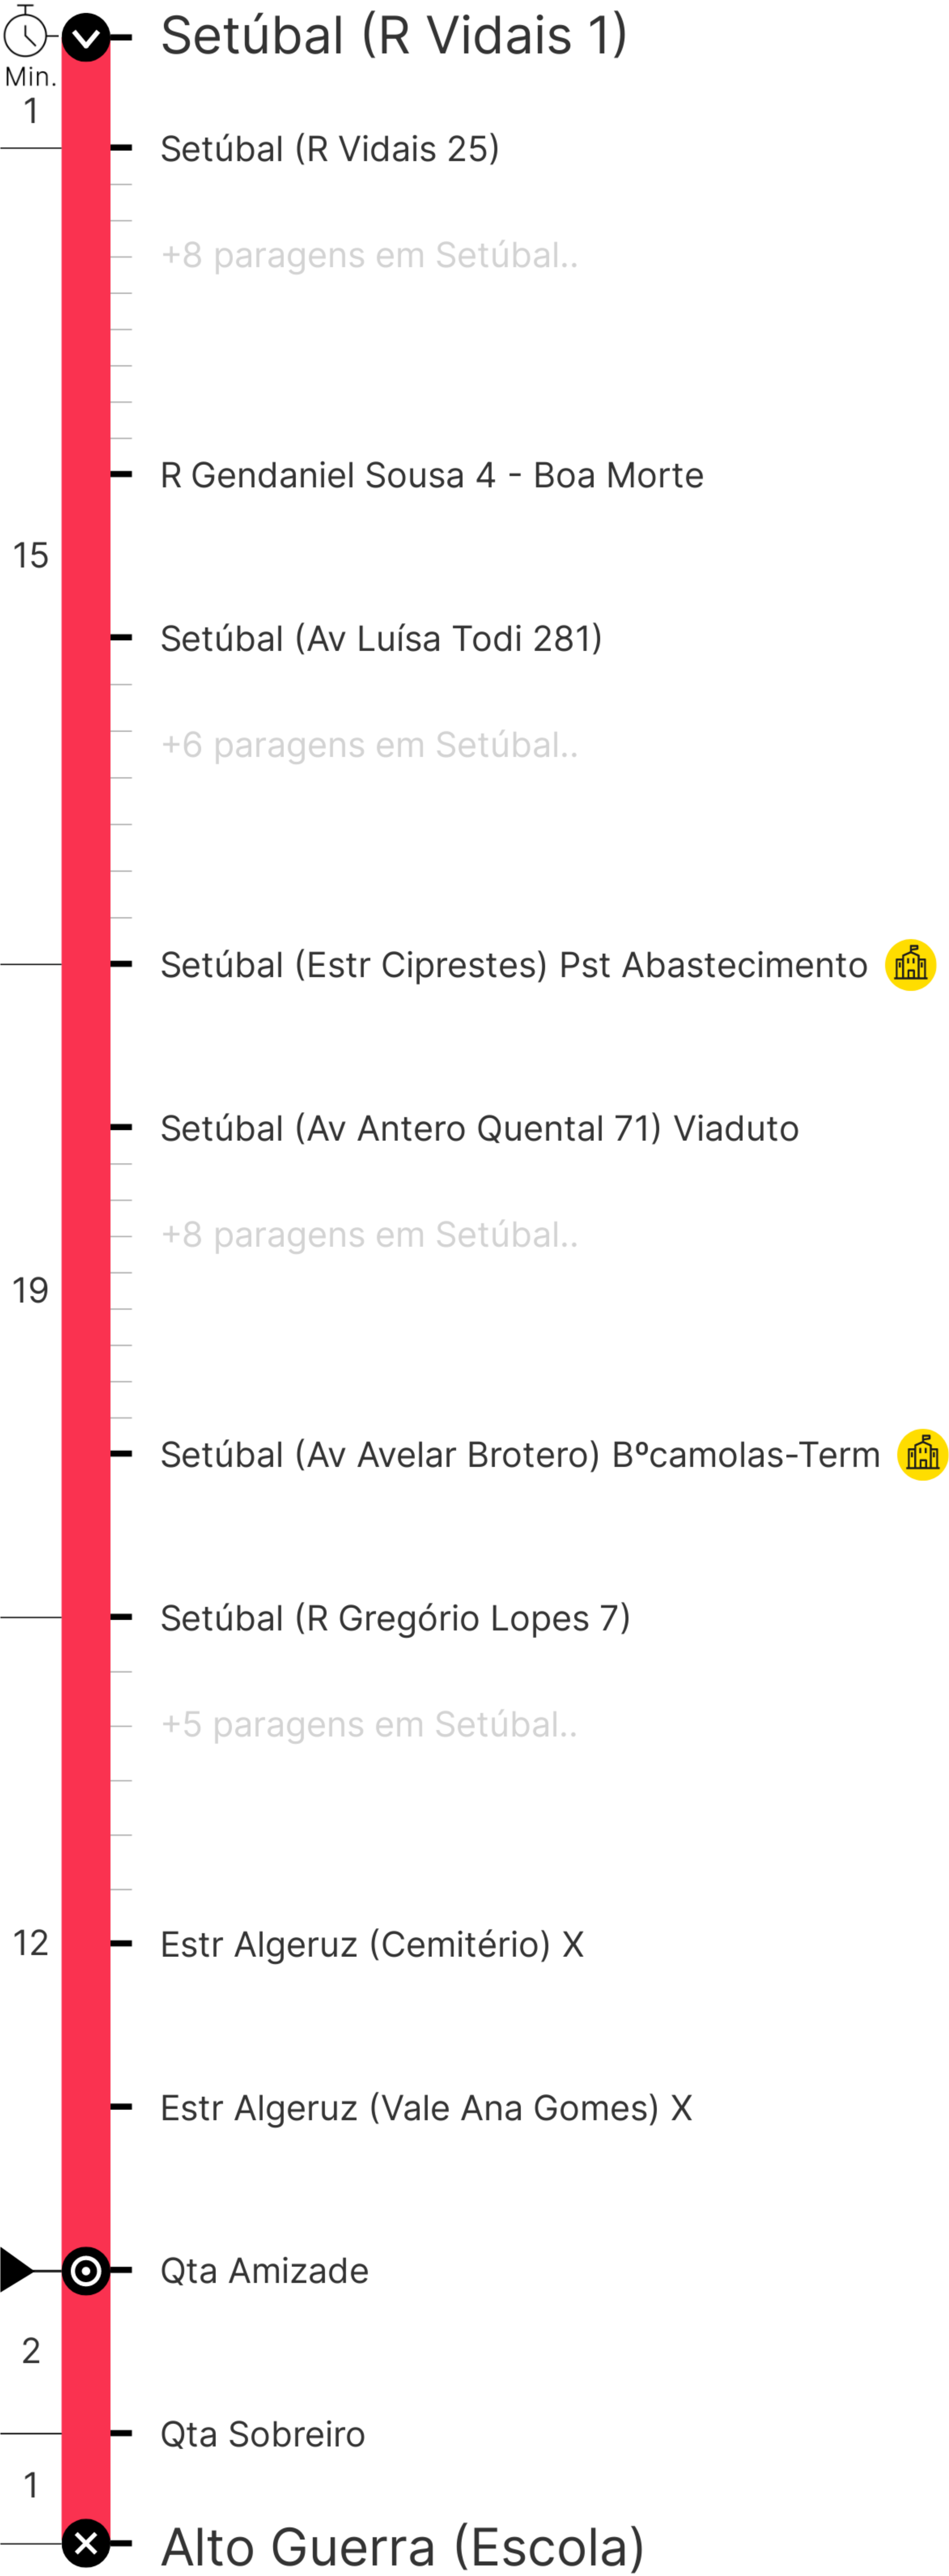 Setúbal (R Vidais 1)
Min.
1
Setúbal (R Vidais 25)
+8 paragens em Setúbal..
R Gendaniel Sousa 4 - Boa Morte
15
Setúbal (Av Luísa Todi 281)
+6 paragens em Setúbal..
Setúbal (Estr Ciprestes) Pst Abastecimento
Setúbal (Av Antero Quental 71) Viaduto
+8 paragens em Setúbal..
19
Setúbal (Av Avelar Brotero) Bºcamolas-Term
Setúbal (R Gregório Lopes 7)
+5 paragens em Setúbal..
12
Estr Algeruz (Cemitério) X
Estr Algeruz (Vale Ana Gomes) X
Qta Amizade
2
Qta Sobreiro
1
Alto Guerra (Escola)